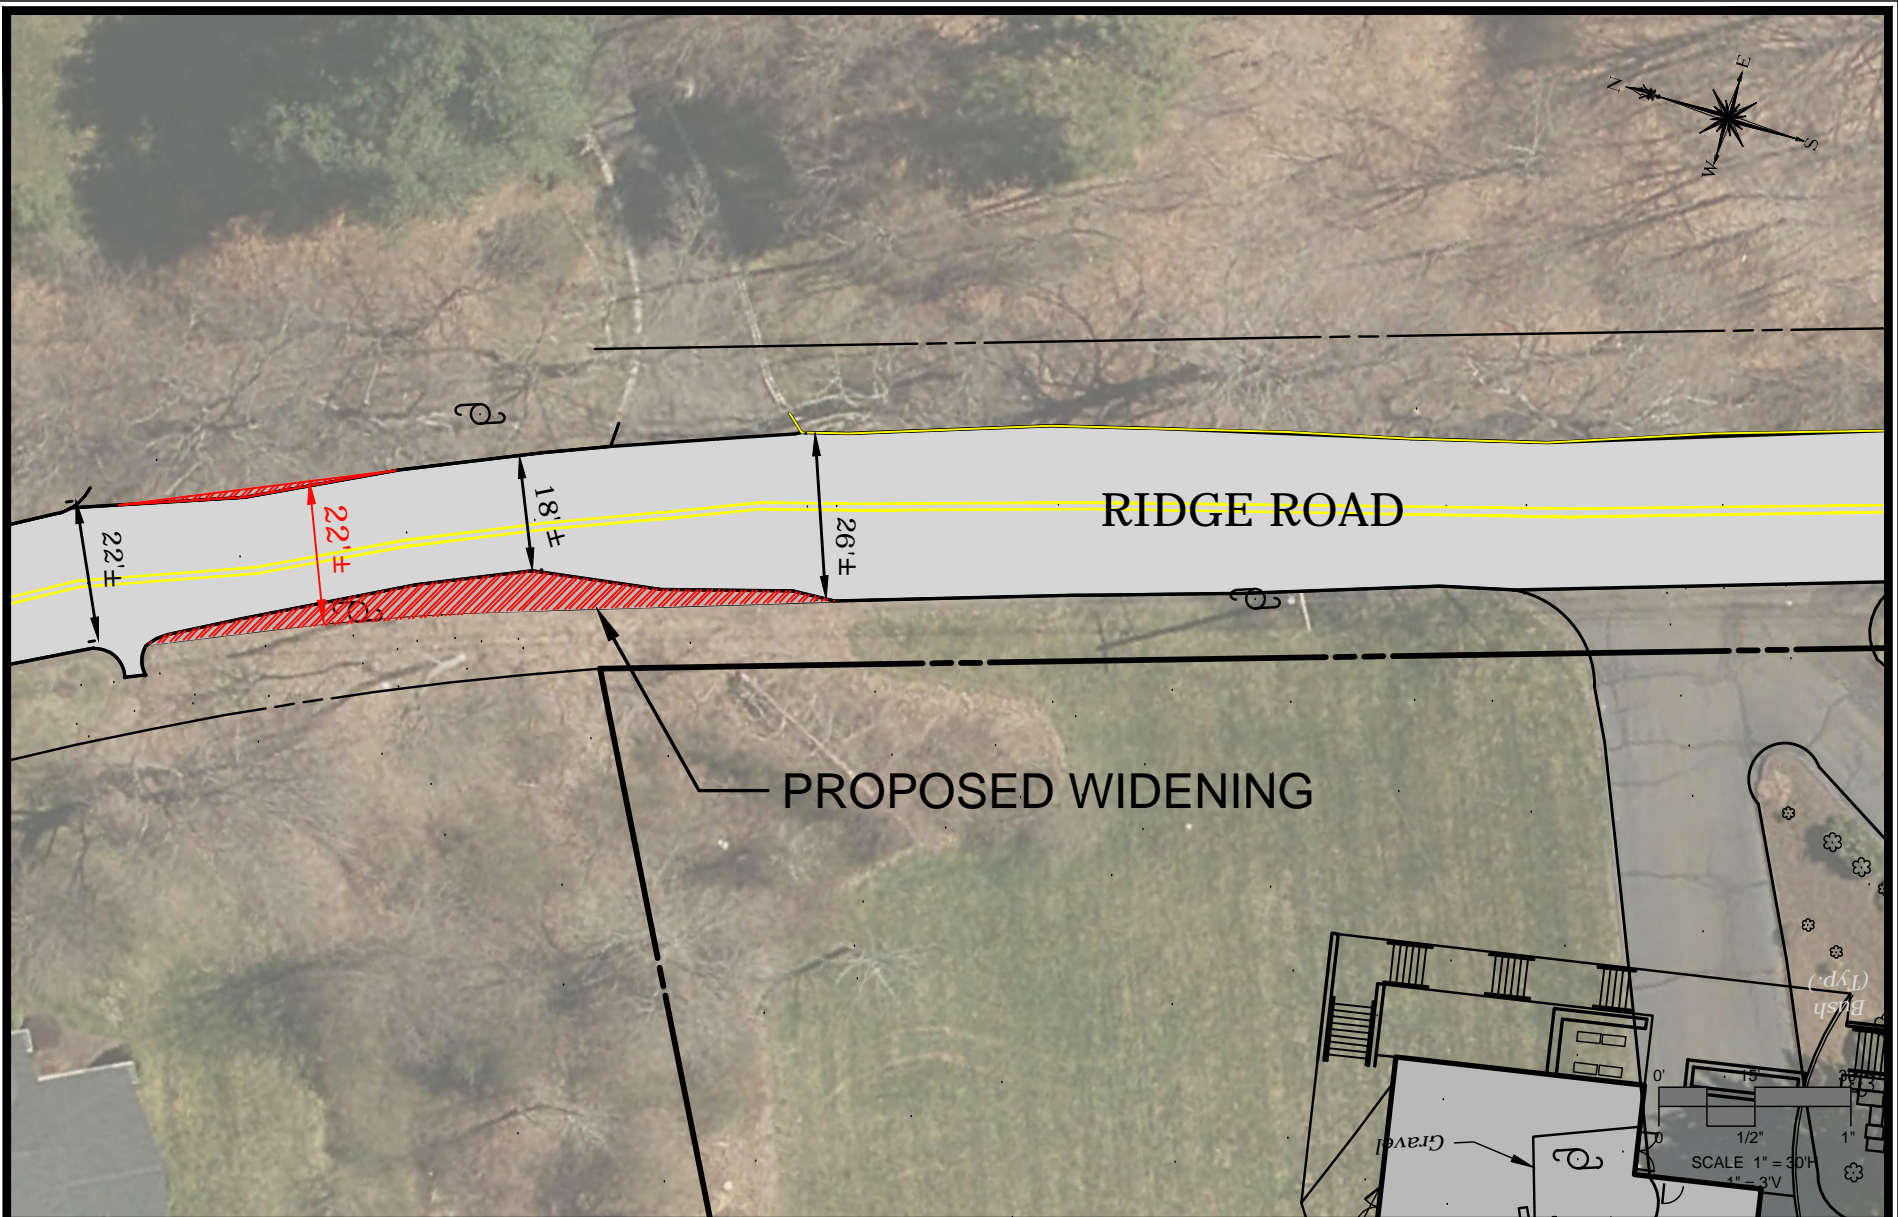 N
E
S
W
RIDGE ROAD
22'±
22'±
18'±
26'±
PROPOSED WIDENING
Bush
(Typ.)
Gravel
0' 15' 30'
0 1/2" 1"
SCALE 1" = 30'H
1" = 3'V